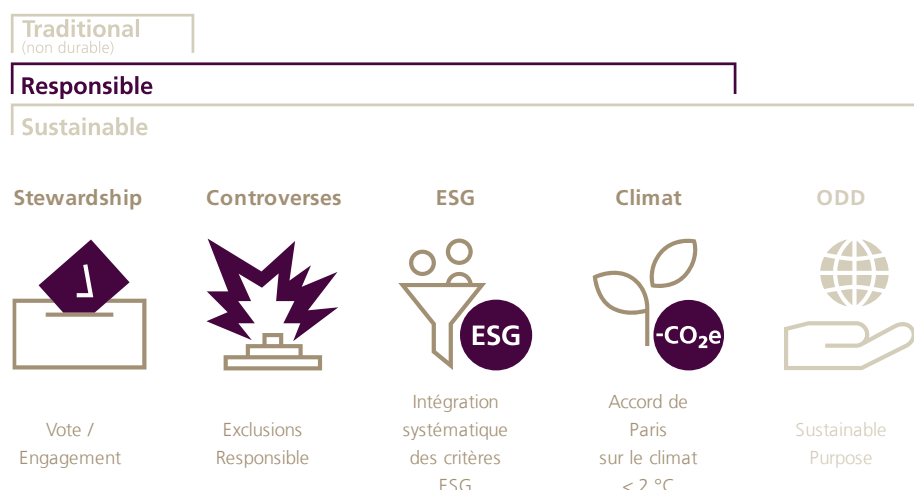 Traditional
(non durable)
Responsible
Sustainable
Stewardship
Controverses
ESG
Climat
ODD
ESG
-CO₂e
Vote /
Engagement
Exclusions
Responsible
Intégration
systématique
des critères
ESG
Accord de
Paris
sur le climat
< 2 °C
Sustainable
Purpose